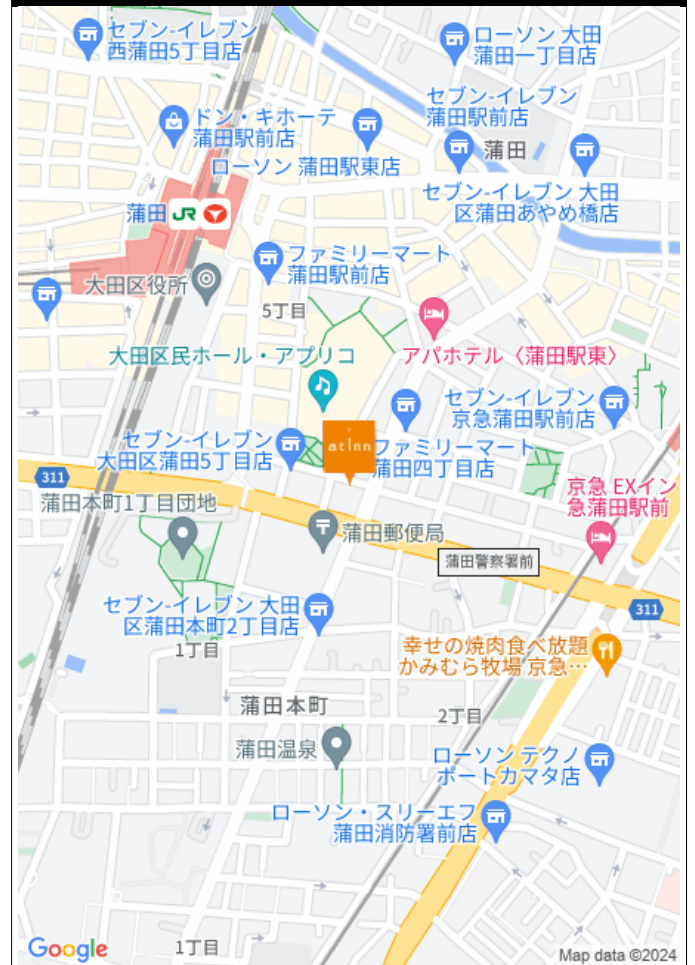 セブン-イレブン
西蒲田5丁目店
ローソン 大田
蒲田一丁目店
セブン-イレブン
蒲田駅前店
ドン・キホーテ
蒲田駅前店
ローソン 蒲田駅東店
蒲田
セブン-イレブン 大田
区蒲田あやめ橋店
蒲田 JR
ファミリーマート
蒲田駅前店
大田区役所
5丁目
大田区民ホール・アプリコ
アパホテル〈蒲田駅東〉
セブン-イレブン
京急蒲田駅前店
at inn
セブン-イレブン
大田区蒲田5丁目店
ファミリーマート
蒲田四丁目店
311
京急 EXイン
急蒲田駅前
蒲田本町1丁目団地
蒲田郵便局
蒲田警察署前
セブン-イレブン 大田
区蒲田本町2丁目店
311
1丁目
幸せの焼肉食べ放題
かみむら牧場 京急…
蒲田本町
2丁目
蒲田温泉
ローソン テクノ
ポートカマタ店
ローソン・スリーエフ
蒲田消防署前店
Google
1丁目
Map data ©2024